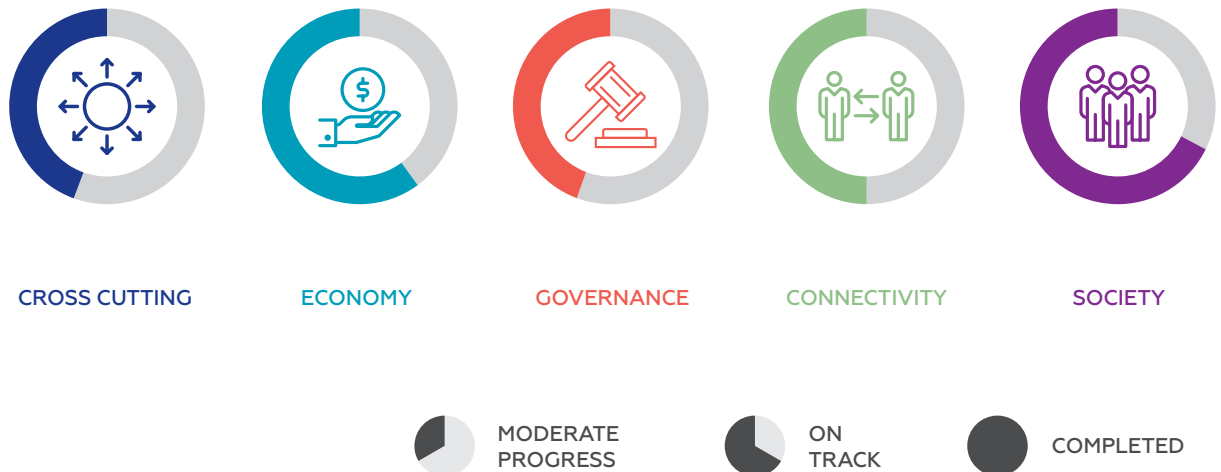 $
CROSS CUTTING
ECONOMY
GOVERNANCE
CONNECTIVITY
SOCIETY
MODERATE
PROGRESS
ON
TRACK
COMPLETED